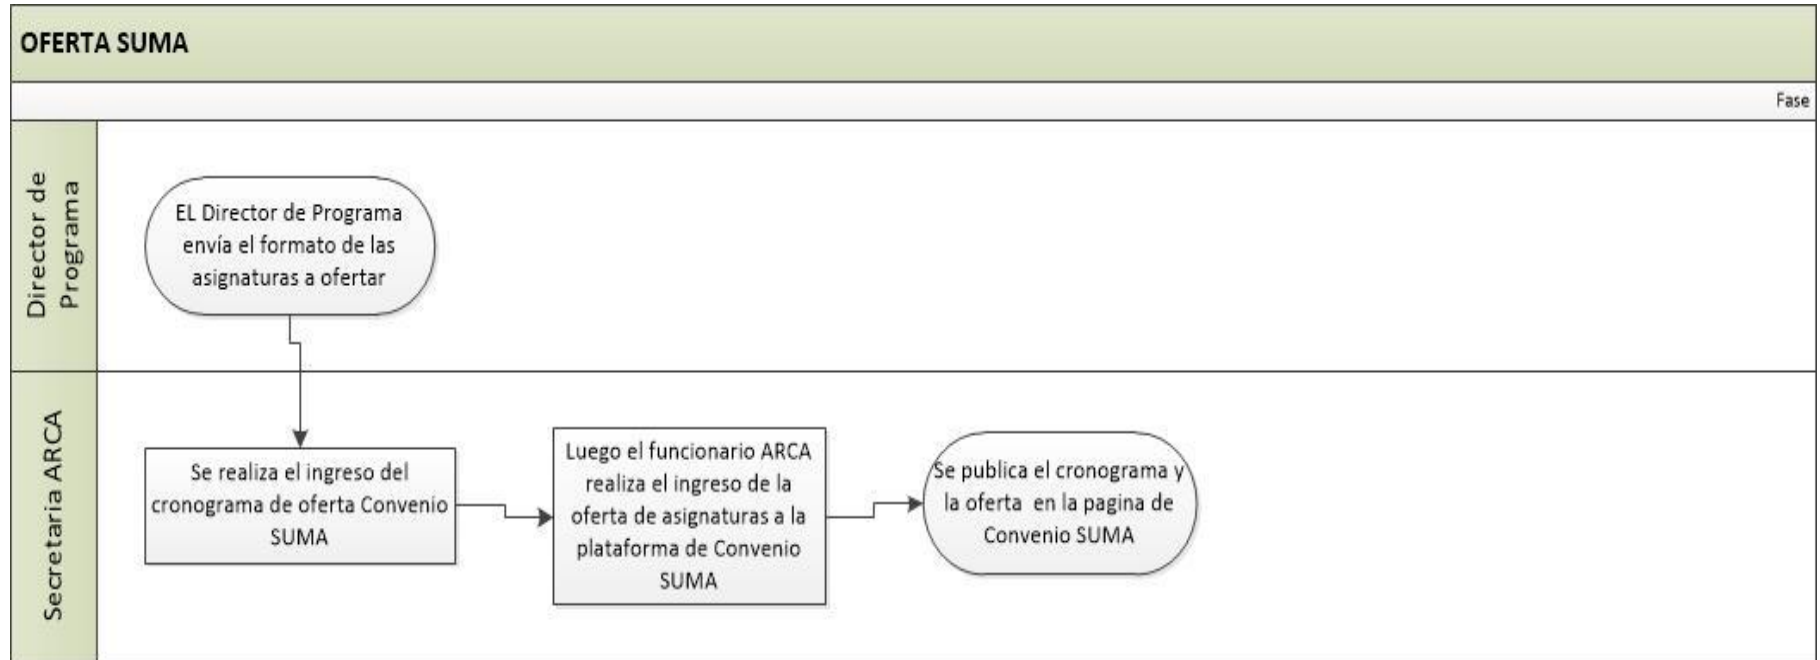 OFERTA SUMA
Fase
Director de
Programa
EL Director de Programa
envía el formato de las
asignaturas a ofertar
Secretaria ARCA
Se realiza el ingreso del
cronograma de oferta Convenio
SUMA
Luego el funcionario ARCA
realiza el ingreso de la
oferta de asignaturas a la
plataforma de Convenio
SUMA
Se publica el cronograma y
la oferta en la pagina de
Convenio SUMA